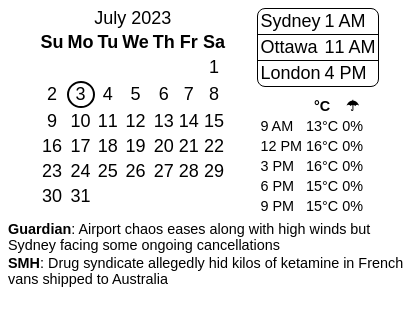 July 2023
Su Mo Tu We Th Fr Sa
1
2 3 4 5 6 7 8
9 10 11 12 13 14 15
16 17 18 19 20 21 22
23 24 25 26 27 28 29
30 31
Sydney 1 AM
Ottawa 11 AM
London 4 PM
°C ☂
9 AM 13°C 0%
12 PM 16°C 0%
3 PM 16°C 0%
6 PM 15°C 0%
9 PM 15°C 0%
Guardian: Airport chaos eases along with high winds but
Sydney facing some ongoing cancellations
SMH: Drug syndicate allegedly hid kilos of ketamine in French
vans shipped to Australia